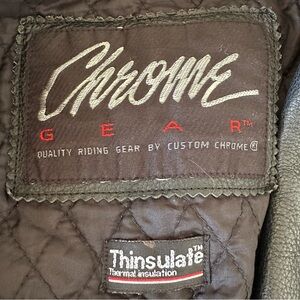 Chrome
GEAR™
QUALITY RIDING GEAR BY CUSTOM CHROME®
Thinsulate™
Thermal insulation